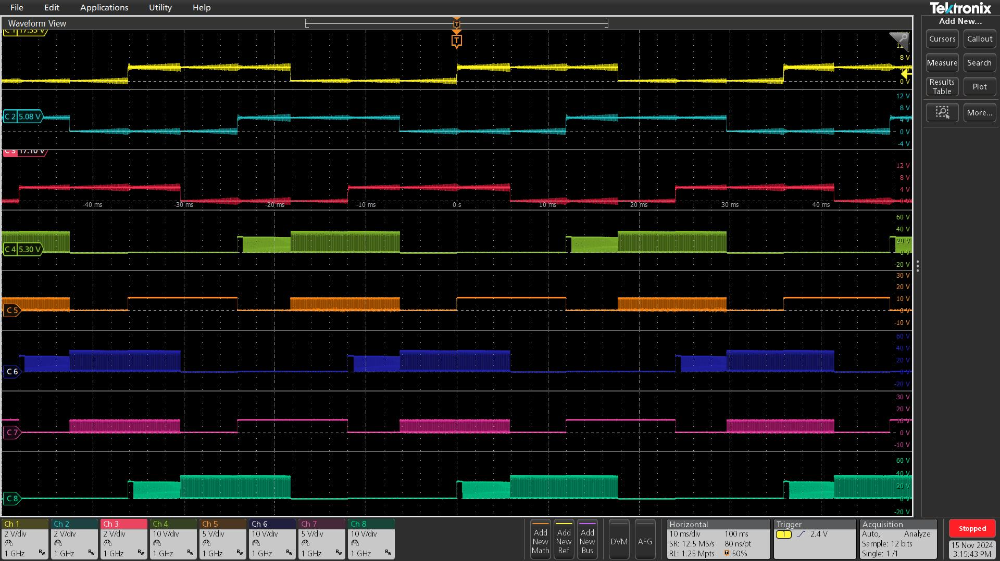 File Edit Applications Utility Help
Tektronix
Waveform View
Add New...
Cursors Callout
Measure Search
Results Table Plot
More...
C 1 17.33 V
T
T
12
8 V
4
0 V
12 V
8 V
C 2 5.08 V
4 V
0 V
-4 V
C 3 17.10 V
12 V
8 V
4 V
0 V
-40 ms -30 ms -20 ms -10 ms 0 s 10 ms 20 ms 30 ms 40 ms
60 V
40 V
20 V
C 4 5.30 V
0 V
-20 V
30 V
20 V
10 V
C 5
0 V
-10 V
60 V
40 V
20 V
C 6
0 V
-20 V
30 V
20 V
10 V
C 7
0 V
-10 V
60 V
40 V
20 V
C 8
0 V
-20 V
Ch 1
2 V/div
1 GHz Bw
Ch 2
2 V/div
1 GHz Bw
Ch 3
2 V/div
1 GHz Bw
Ch 4
10 V/div
1 GHz Bw
Ch 5
5 V/div
1 GHz Bw
Ch 6
10 V/div
1 GHz Bw
Ch 7
5 V/div
1 GHz Bw
Ch 8
10 V/div
1 GHz Bw
Add
New
Math
Add
New
Ref
Add
New
Bus
DVM
AFG
Horizontal
10 ms/div 100 ms
SR: 12.5 MS/s 80 ns/pt
RL: 1.25 Mpts T 50%
Trigger
1 2.4 V
Acquisition
Auto, Analyze
Sample: 12 bits
Single: 1 /1
Stopped
15 Nov 2024
3:15:43 PM